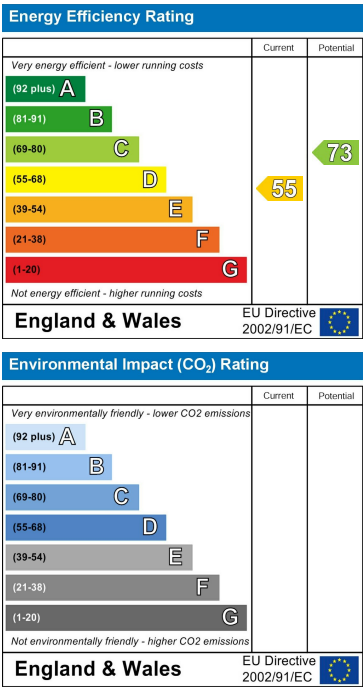 Energy Efficiency Rating
Current Potential
Very energy efficient - lower running costs
(92 plus) A
(81-91) B
(69-80) C
73
(55-68) D
55
(39-54) E
(21-38) F
(1-20) G
Not energy efficient - higher running costs
England & Wales
EU Directive
2002/91/EC
Environmental Impact (CO₂) Rating
Current Potential
Very environmentally friendly - lower CO2 emissions
(92 plus) A
(81-91) B
(69-80) C
(55-68) D
(39-54) E
(21-38) F
(1-20) G
Not environmentally friendly - higher CO2 emissions
England & Wales
EU Directive
2002/91/EC